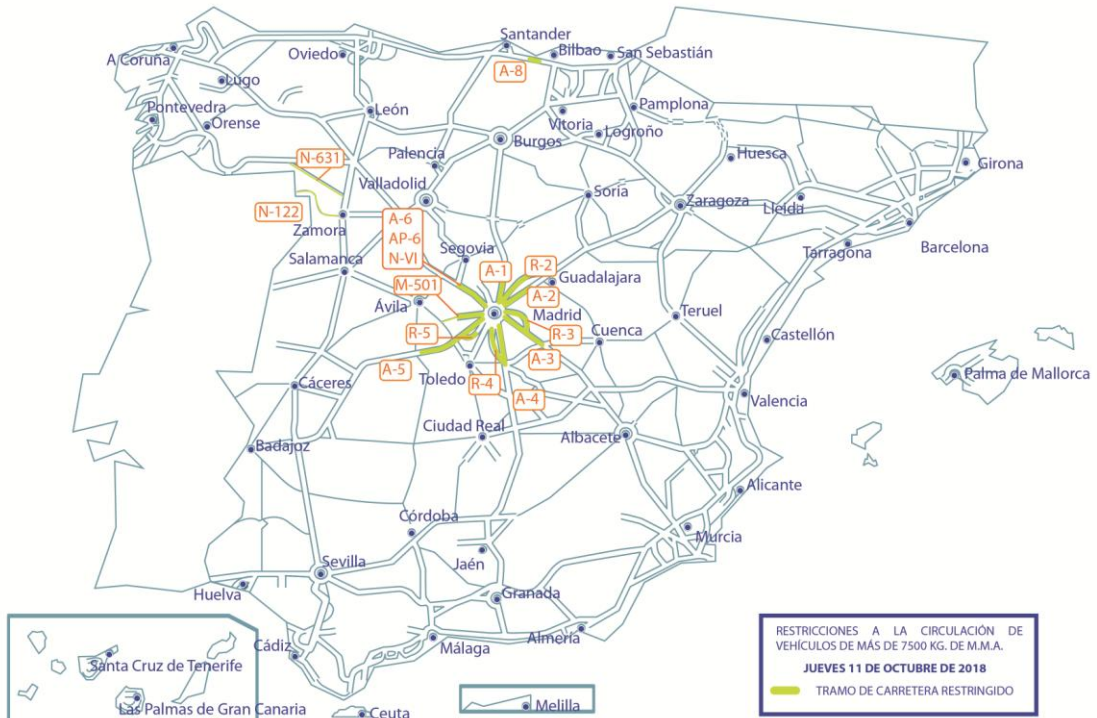 Santander
Oviedo
Bilbao
San Sebastián
A Coruña
A-8
Lugo
León
Pontevedra
Vitoria
Pamplona
Orense
Burgos
Logroño
Palencia
Huesca
Girona
N-631
Valladolid
Soria
Zaragoza
Lleida
N-122
Zamora
A-6
AP-6
N-VI
Segovia
Tarragona
Barcelona
Salamanca
A-1
R-2
Guadalajara
M-501
A-2
Ávila
Madrid
Teruel
R-5
R-3
Cuenca
Castellón
A-5
A-3
Toledo
R-4
Palma de Mallorca
Cáceres
A-4
Valencia
Ciudad Real
Albacete
Badajoz
Alicante
Córdoba
Murcia
Sevilla
Jaén
Huelva
Granada
Cádiz
Málaga
Almería
Santa Cruz de Tenerife
Las Palmas de Gran Canaria
Ceuta
Melilla
RESTRICCIONES A LA CIRCULACIÓN DE
VEHÍCULOS DE MÁS DE 7500 KG. DE M.M.A.
JUEVES 11 DE OCTUBRE DE 2018
TRAMO DE CARRETERA RESTRINGIDO